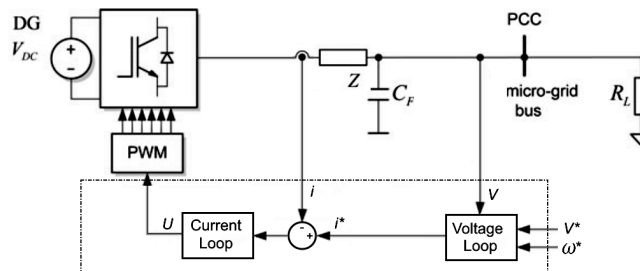 DG
V_DC
+
-
PCC
Z
C_F
micro-grid
bus
R_L
PWM
i
V
U
Current
Loop
-
+
i*
Voltage
Loop
V*
ω*